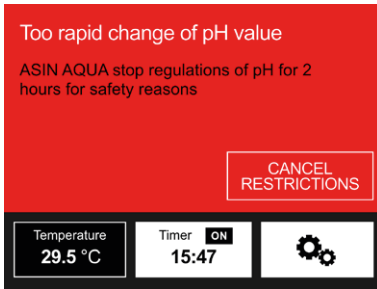 Too rapid change of pH value
ASIN AQUA stop regulations of pH for 2
hours for safety reasons
CANCEL
RESTRICTIONS
Temperature
29.5 °C
Timer ON
15:47